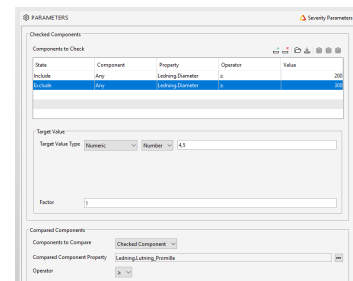 PARAMETERS
Severity Parameters
Checked Components
Components to Check
State Component Property Operator Value
Include Any Ledning.Diameter ≥ 200
Exclude Any Ledning.Diameter ≥ 300
Target Value
Target Value Type Numeric Number 4,5
Factor 1
Compared Components
Components to Compare Checked Component
Compared Component Property Ledning.Lutning_Promille ...
Operator ≥